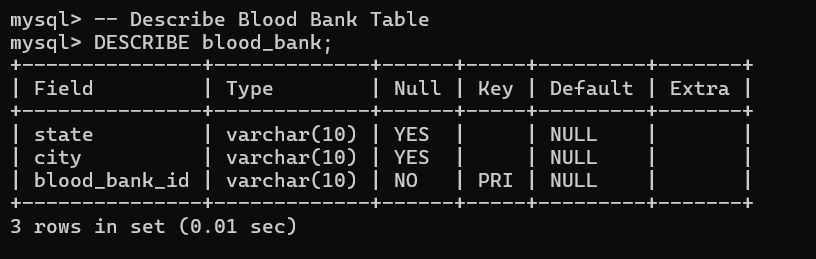 mysql> -- Describe Blood Bank Table
mysql> DESCRIBE blood_bank;
+---------------+-------------+------+-----+---------+-------+
| Field         | Type        | Null | Key | Default | Extra |
+---------------+-------------+------+-----+---------+-------+
| state         | varchar(10) | YES  |     | NULL    |       |
| city          | varchar(10) | YES  |     | NULL    |       |
| blood_bank_id | varchar(10) | NO   | PRI | NULL    |       |
+---------------+-------------+------+-----+---------+-------+
3 rows in set (0.01 sec)